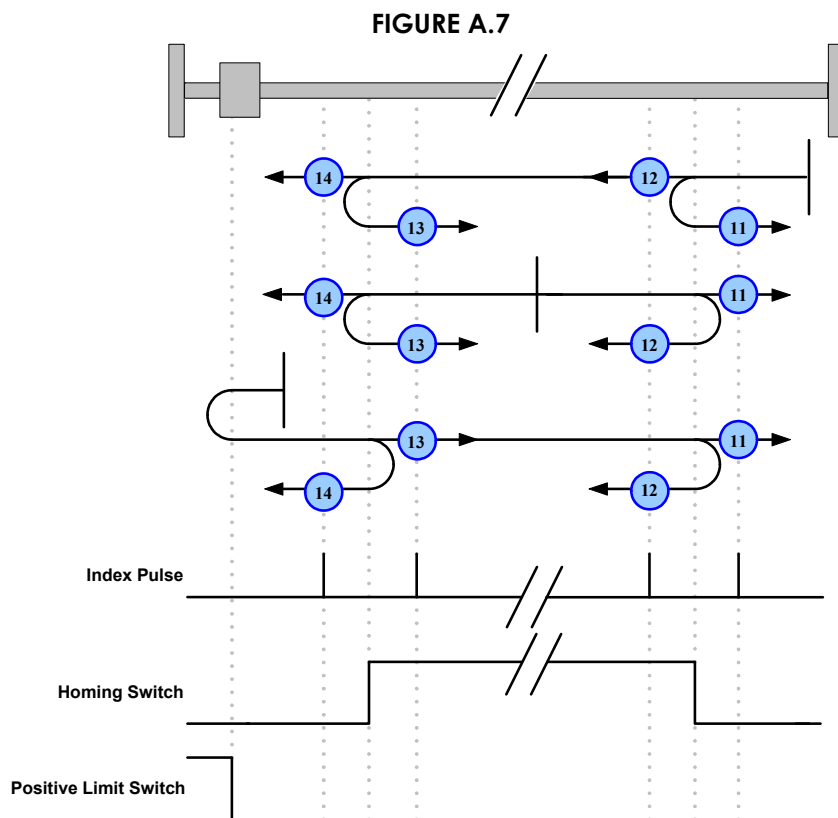 FIGURE A.7
14 12
13 11
14 11
13 12
13 11
14 12
Index Pulse
Homing Switch
Positive Limit Switch